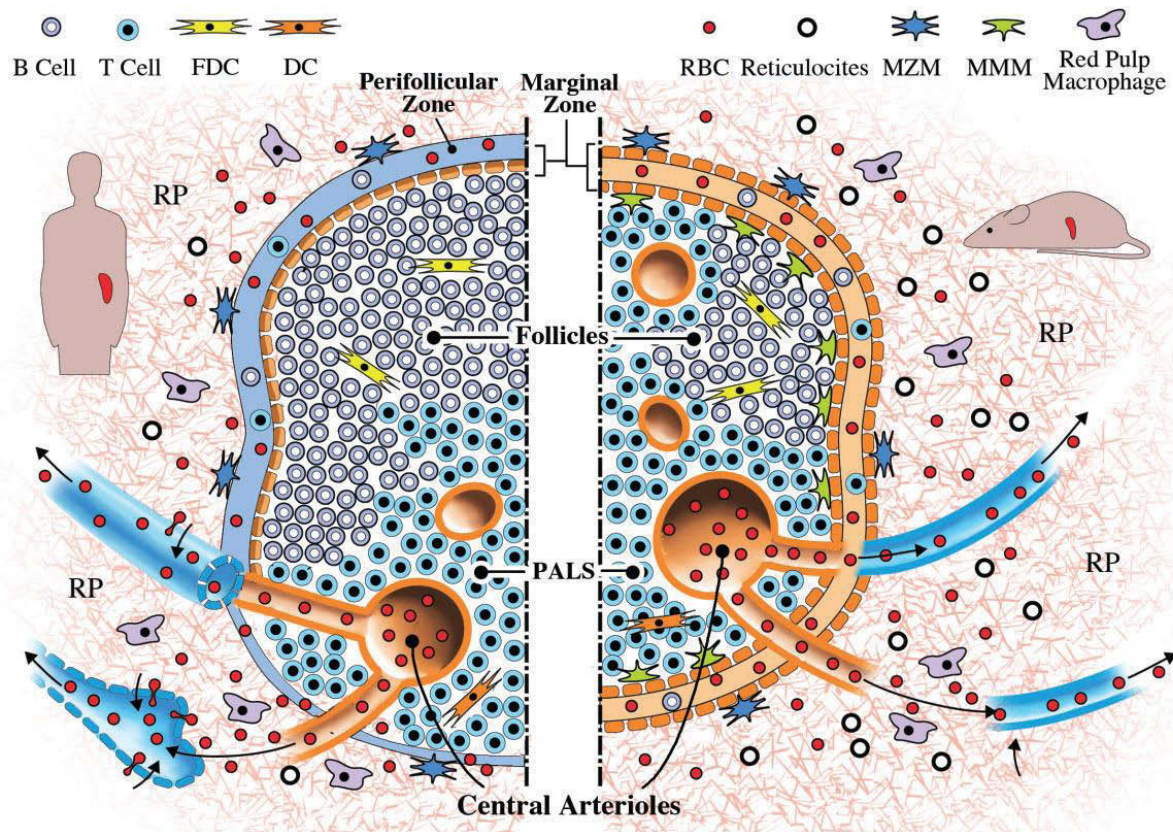 B Cell
T Cell
FDC
DC
RBC
Reticulocites
MZM
MMM
Red Pulp
Macrophage
Perifollicular
Zone
Marginal
Zone
RP
RP
Follicles
RP
PALS
RP
Central Arterioles